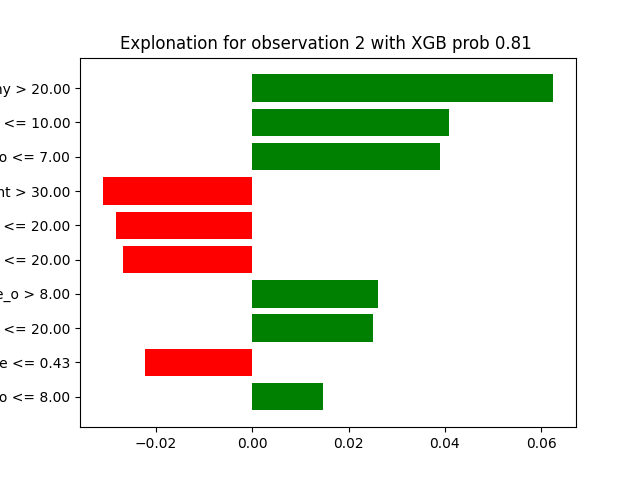 Explonation for observation 2 with XGB prob 0.81
ny > 20.00
<= 10.00
o <= 7.00
nt > 30.00
<= 20.00
<= 20.00
e_o > 8.00
<= 20.00
e <= 0.43
o <= 8.00
−0.02 0.00 0.02 0.04 0.06